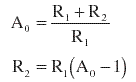 A₀ = (R₁ + R₂) / R₁
R₂ = R₁(A₀ − 1)